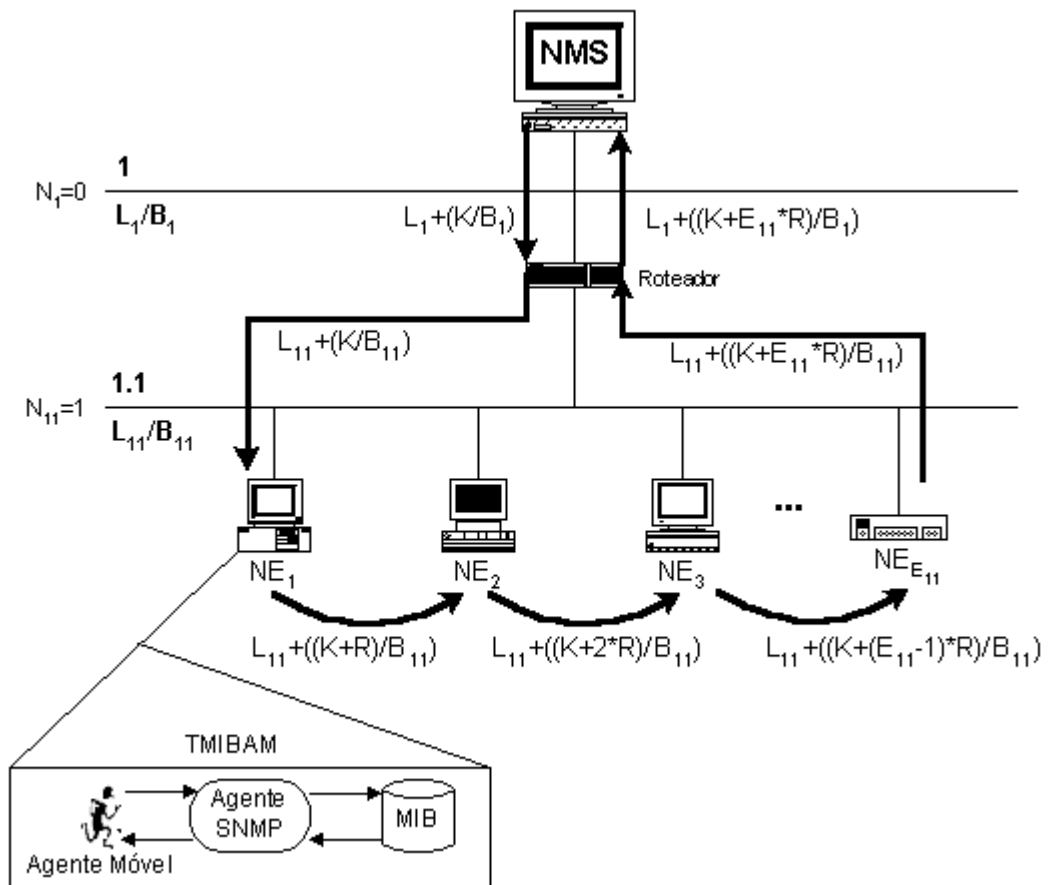 NMS
1
N₁=0
L₁/B₁
L₁+(K/B₁)
L₁+((K+E₁₁*R)/B₁)
Roteador
L₁₁+(K/B₁₁)
L₁₁+((K+E₁₁*R)/B₁₁)
1.1
N₁₁=1
L₁₁/B₁₁
...
NE₁
NE₂
NE₃
NE_E₁₁
L₁₁+((K+R)/B₁₁)
L₁₁+((K+2*R)/B₁₁)
L₁₁+((K+(E₁₁-1)*R)/B₁₁)
TMIBAM
Agente
SNMP
MIB
Agente Móvel